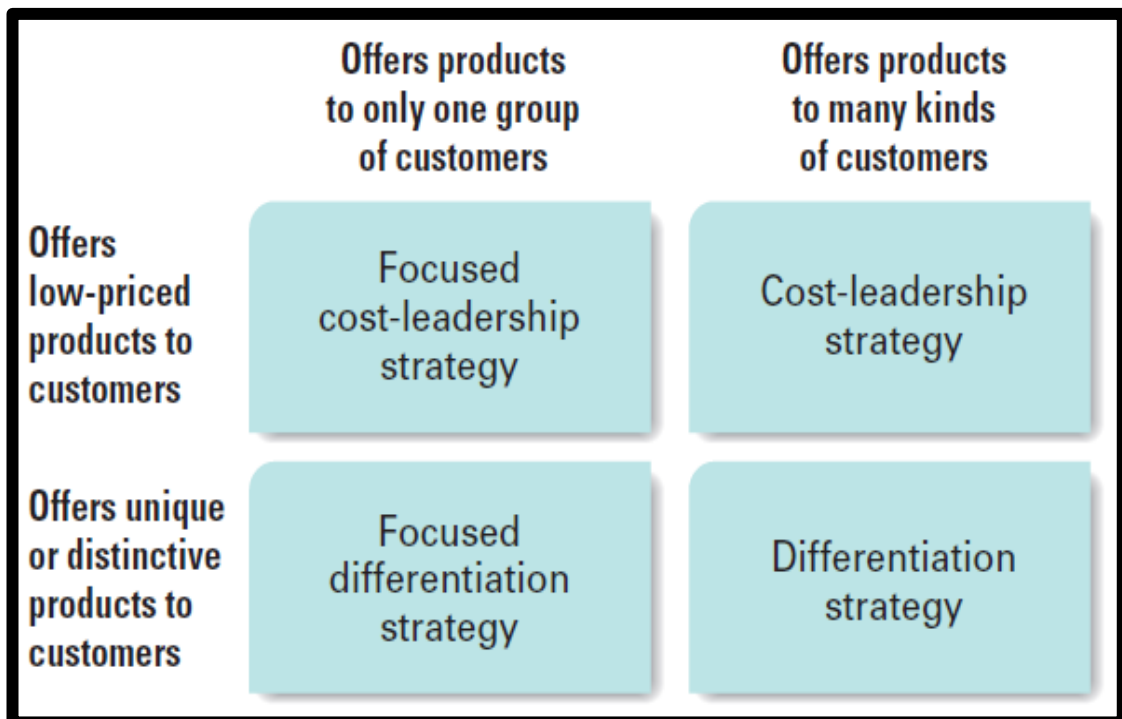 Offers products
to only one group
of customers
Offers products
to many kinds
of customers
Offers
low-priced
products to
customers
Focused
cost-leadership
strategy
Cost-leadership
strategy
Offers unique
or distinctive
products to
customers
Focused
differentiation
strategy
Differentiation
strategy